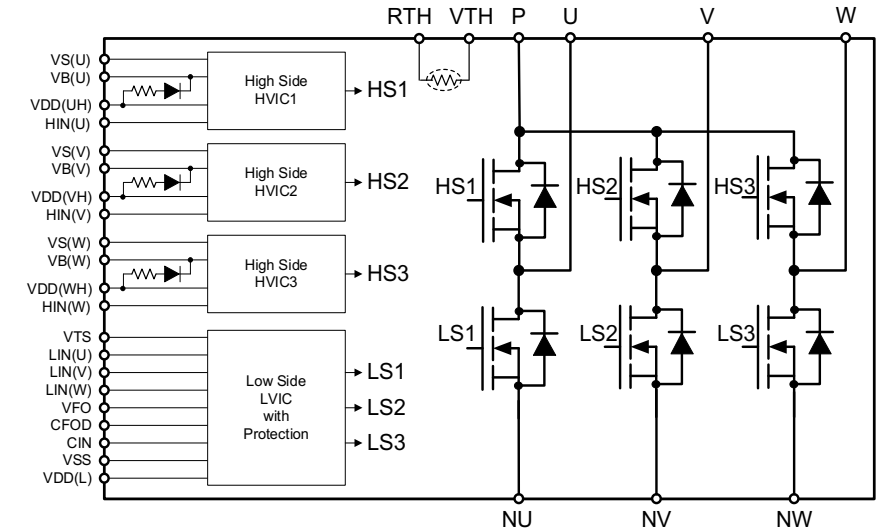 RTH VTH P U V W
VS(U)
VB(U)
VDD(UH)
HIN(U)
High Side
HVIC1
HS1
VS(V)
VB(V)
VDD(VH)
HIN(V)
High Side
HVIC2
HS2
VS(W)
VB(W)
VDD(WH)
HIN(W)
High Side
HVIC3
HS3
VTS
LIN(U)
LIN(V)
LIN(W)
VFO
CFOD
CIN
VSS
VDD(L)
Low Side
LVIC
with
Protection
LS1
LS2
LS3
HS1 HS2 HS3
LS1 LS2 LS3
NU NV NW